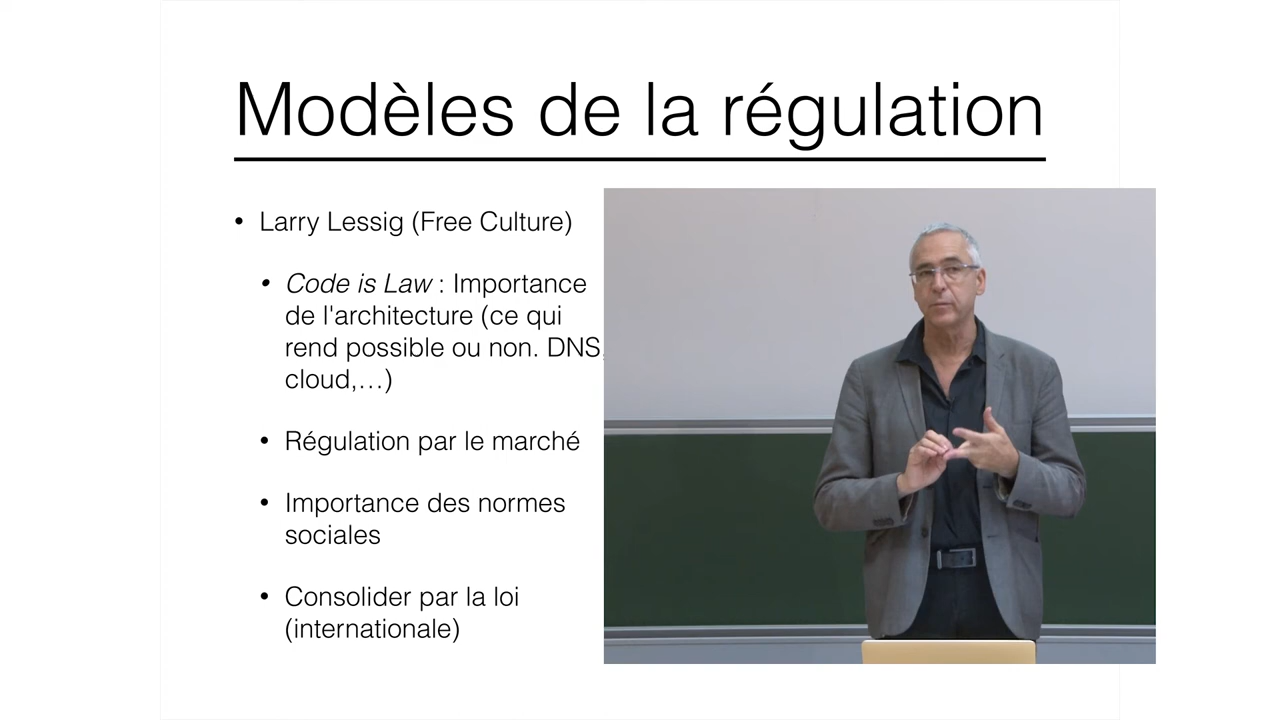 Modèles de la régulation
• Larry Lessig (Free Culture)
• Code is Law : Importance
de l'architecture (ce qui
rend possible ou non. DNS,
cloud,…)
• Régulation par le marché
• Importance des normes
sociales
• Consolider par la loi
(internationale)